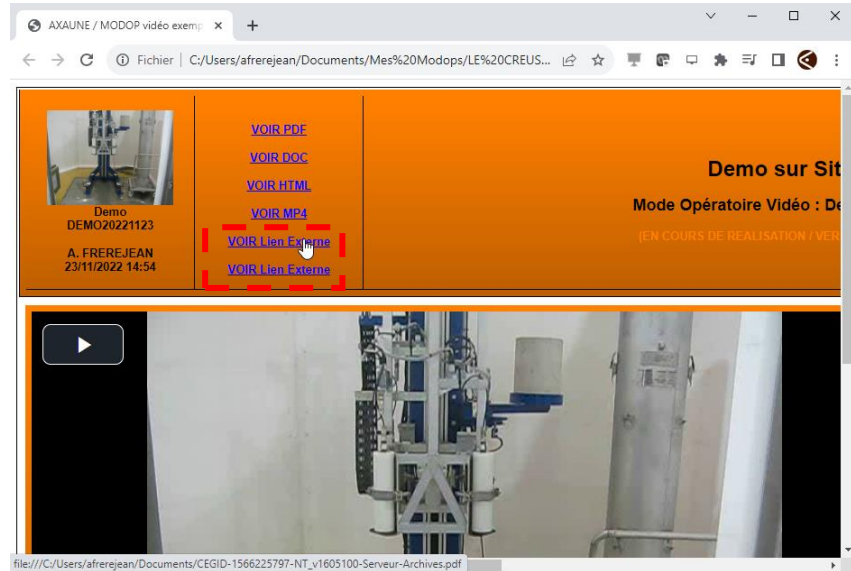 AXAUNE / MODOP vidéo exemp
Fichier | C:/Users/afrerejean/Documents/Mes%20Modops/LE%20CREUS...
Demo
DEMO20221123
A. FREREJEAN
23/11/2022 14:54
VOIR PDF
VOIR DOC
VOIR HTML
VOIR MP4
VOIR Lien Externe
VOIR Lien Externe
Demo sur Sit
Mode Opératoire Vidéo : De
(EN COURS DE REALISATION / VER
file:///C:/Users/afrerejean/Documents/CEGID-1566225797-NT_v1605100-Serveur-Archives.pdf